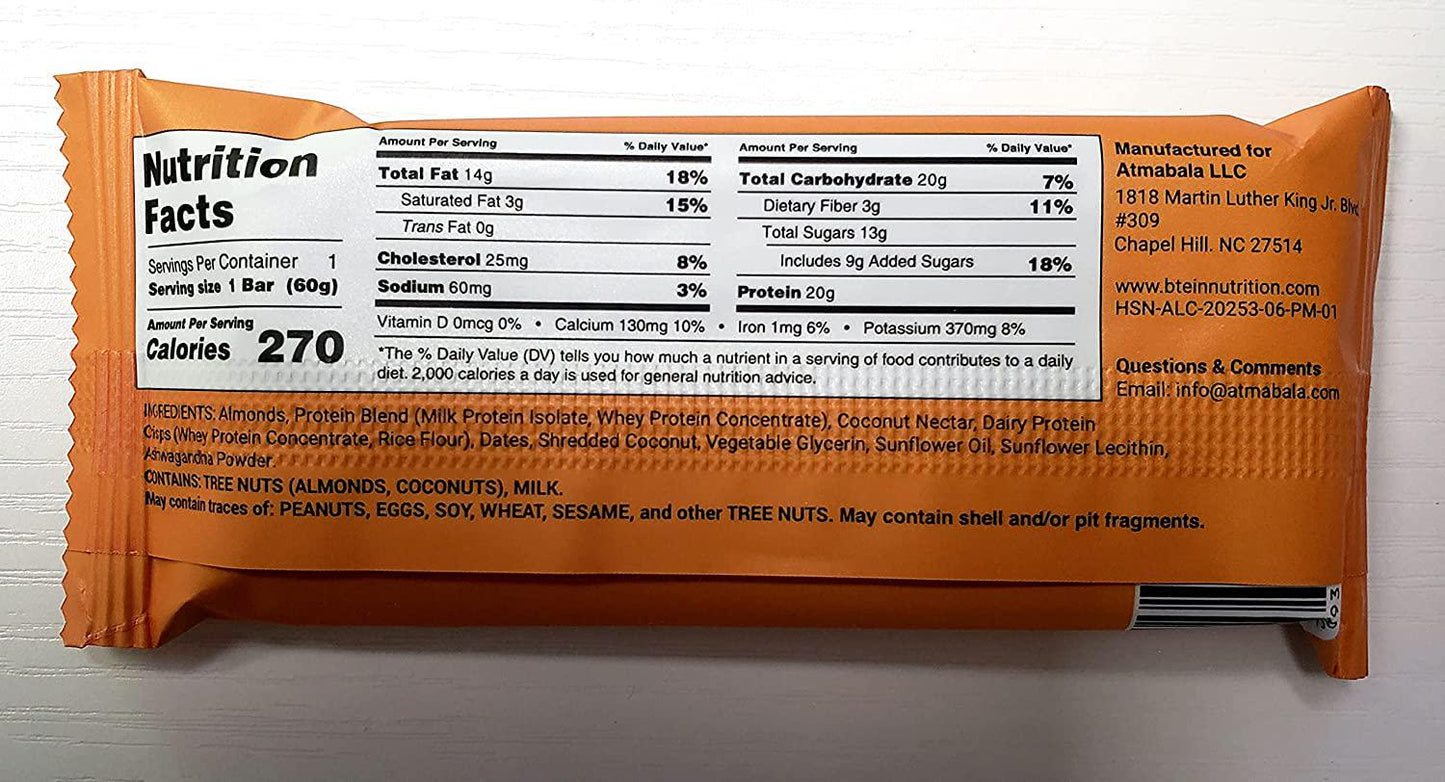 Nutrition
Facts
Servings Per Container 1
Serving size 1 Bar (60g)
Amount Per Serving
Calories 270
Amount Per Serving % Daily Value*
Total Fat 14g 18%
Saturated Fat 3g 15%
Trans Fat 0g
Cholesterol 25mg 8%
Sodium 60mg 3%
Amount Per Serving % Daily Value*
Total Carbohydrate 20g 7%
Dietary Fiber 3g 11%
Total Sugars 13g
Includes 9g Added Sugars 18%
Protein 20g
Vitamin D 0mcg 0% • Calcium 130mg 10% • Iron 1mg 6% • Potassium 370mg 8%
*The % Daily Value (DV) tells you how much a nutrient in a serving of food contributes to a daily
diet. 2,000 calories a day is used for general nutrition advice.
INGREDIENTS: Almonds, Protein Blend (Milk Protein Isolate, Whey Protein Concentrate), Coconut Nectar, Dairy Protein
Crisps (Whey Protein Concentrate, Rice Flour), Dates, Shredded Coconut, Vegetable Glycerin, Sunflower Oil, Sunflower Lecithin,
Ashwagandha Powder.
CONTAINS: TREE NUTS (ALMONDS, COCONUTS), MILK.
May contain traces of: PEANUTS, EGGS, SOY, WHEAT, SESAME, and other TREE NUTS. May contain shell and/or pit fragments.
Manufactured for
Atmabala LLC
1818 Martin Luther King Jr. Blvd
#309
Chapel Hill. NC 27514
www.bteinnutrition.com
HSN-ALC-20253-06-PM-01
Questions & Comments
Email: info@atmabala.com